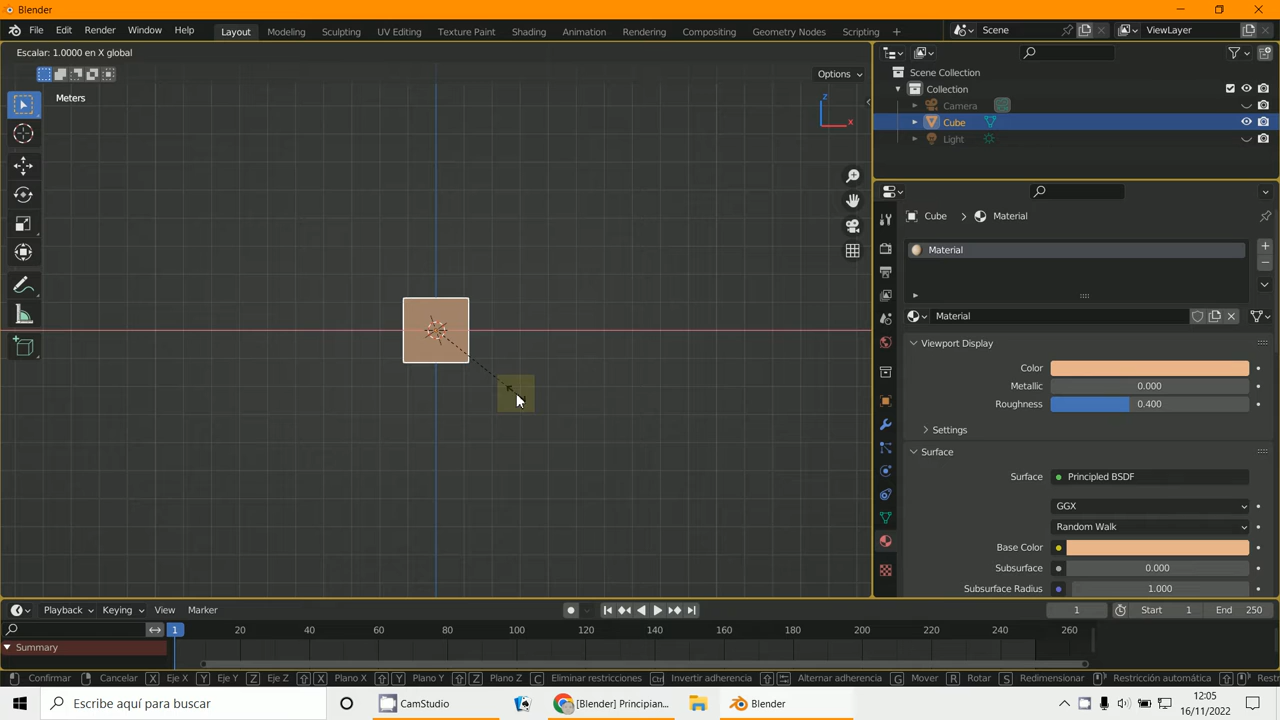 Blender
File Edit Render Window Help Layout Modeling Sculpting UV Editing Texture Paint Shading Animation Rendering Compositing Geometry Nodes Scripting + Scene ViewLayer
Escalar: 1.0000 en X global
Options
Meters
Z
X
Scene Collection
Collection
Camera
Cube
Light
Cube > Material
Material
Material
Viewport Display
Color
Metallic 0.000
Roughness 0.400
Settings
Surface
Surface Principled BSDF
GGX
Random Walk
Base Color
Subsurface 0.000
Subsurface Radius 1.000
Playback Keying View Marker 1 Start 1 End 250
1 20 40 60 80 100 120 140 160 180 200 220 240 260
Summary
Confirmar Cancelar X Eje X Y Eje Y Z Eje Z X Plano X Y Plano Y Z Plano Z C Eliminar restricciones Ctrl Invertir adherencia Alternar adherencia G Mover R Rotar S Redimensionar Restricción automática Restr
Escribe aquí para buscar CamStudio [Blender] Principian... Blender 12:05
16/11/2022